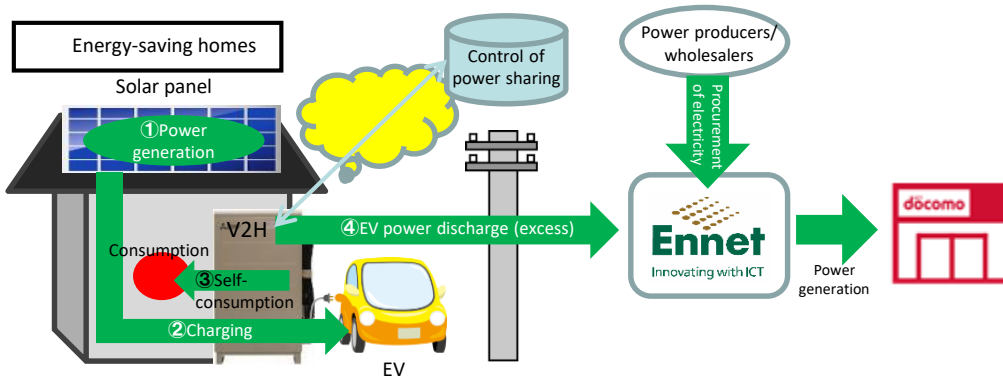 Energy-saving homes
Solar panel
①Power
generation
Control of
power sharing
Power producers/
wholesalers
Procurement
of electricity
V2H
④EV power discharge (excess)
Consumption
③Self-
consumption
②Charging
EV
Ennet
Innovating with ICT
Power
generation
döcomo